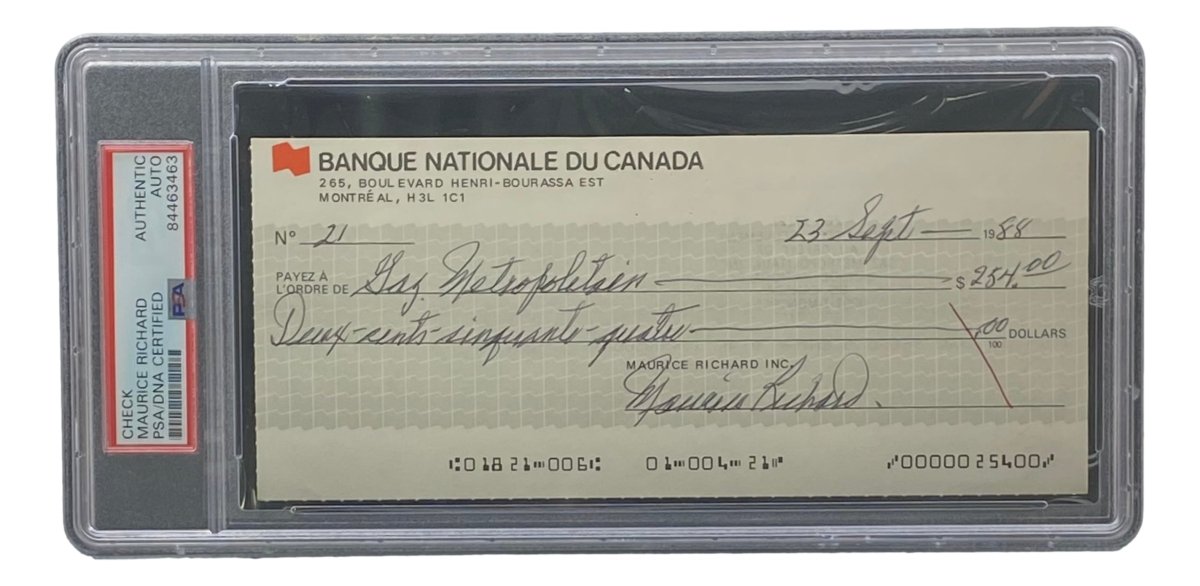 CHECK AUTHENTIC
MAURICE RICHARD AUTO
PSA/DNA CERTIFIED 84463463
PSA
BANQUE NATIONALE DU CANADA
265, BOULEVARD HENRI-BOURASSA EST
MONTRÉAL, H3L 1C1
N° 21 23 Sept 1988
PAYEZ À
L'ORDRE DE Gaz Metropolitain $ 254.00
Deux-cents-cinquante-quatre .00/100 DOLLARS
MAURICE RICHARD INC.
Maurice Richard.
⑆01821⑉006⑆ 01⑉004⑉21⑈ ⑇0000025400⑇